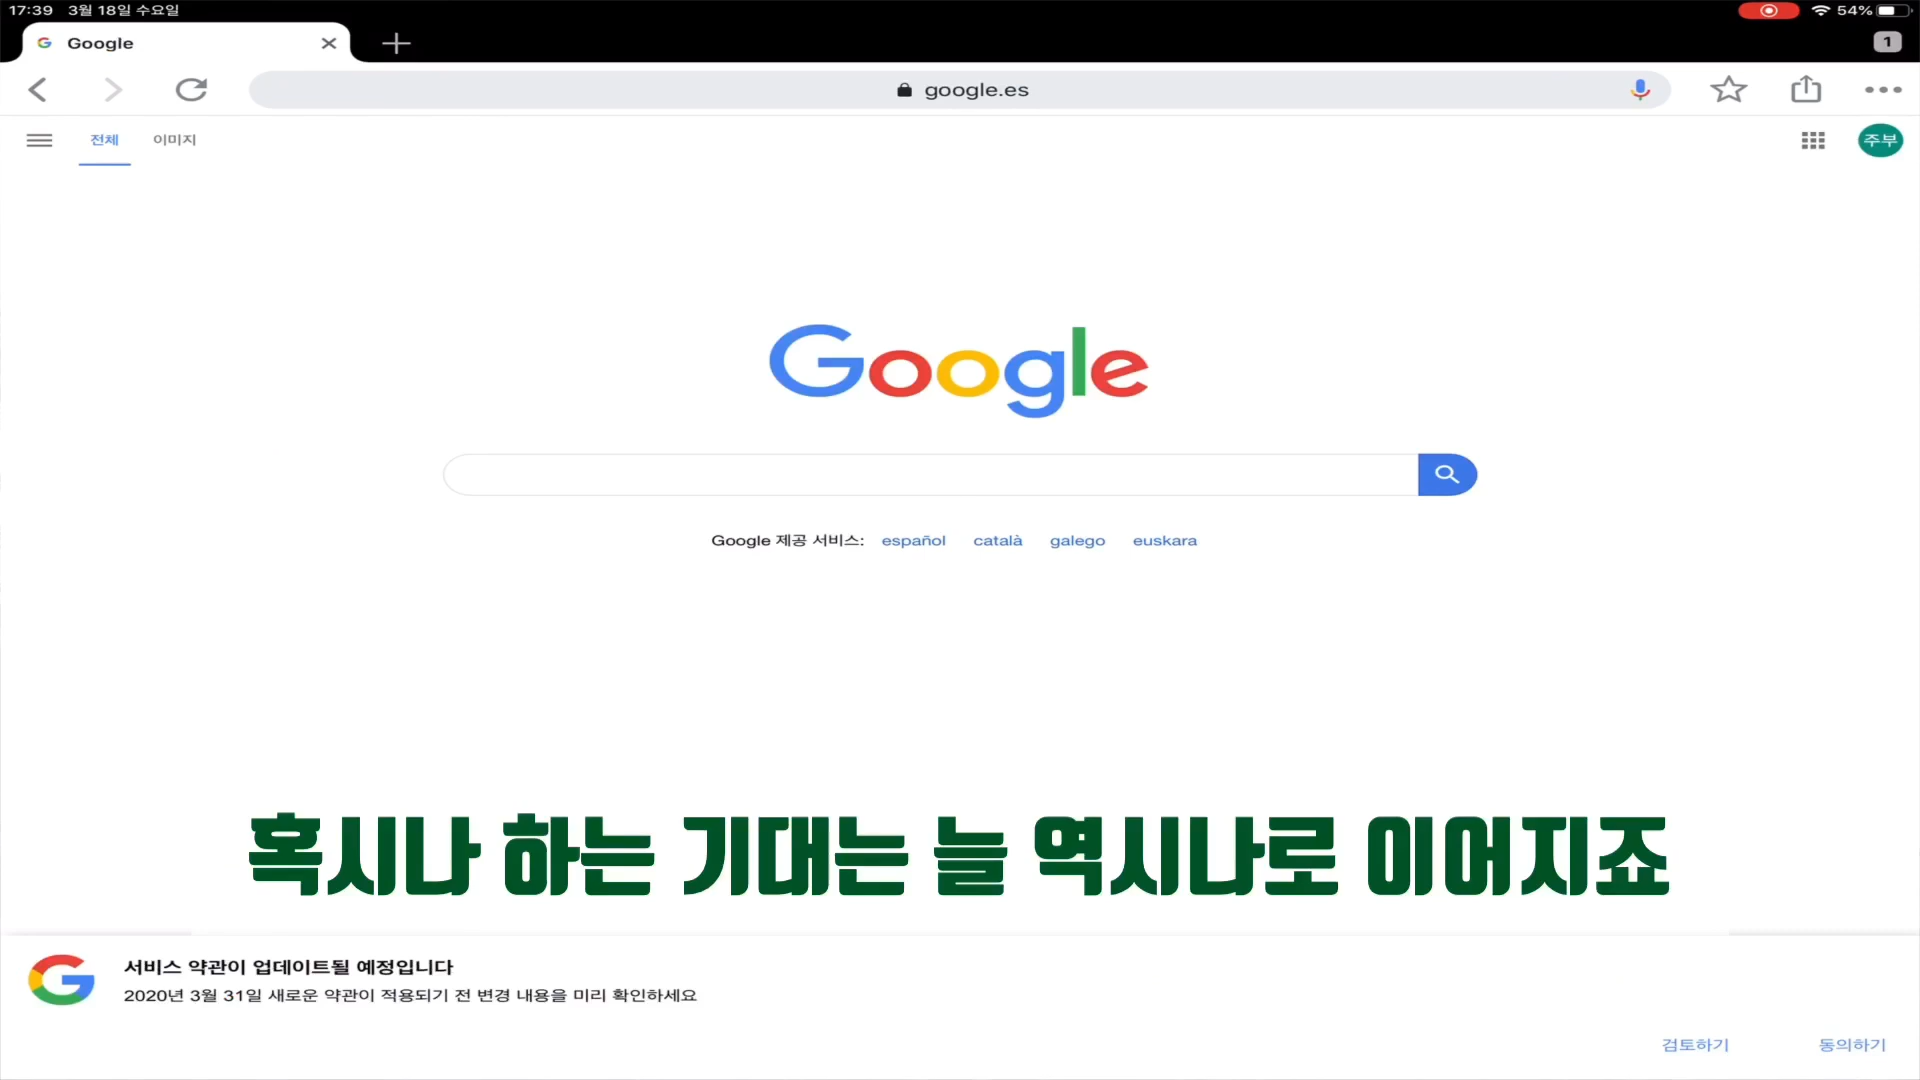 17:39 3월 18일 수요일
54%
Google
1
google.es
전체 이미지
주부
Google
Google 제공 서비스: español català galego euskara
혹시나 하는 기대는 늘 역시나로 이어지죠
서비스 약관이 업데이트될 예정입니다
2020년 3월 31일 새로운 약관이 적용되기 전 변경 내용을 미리 확인하세요
검토하기 동의하기